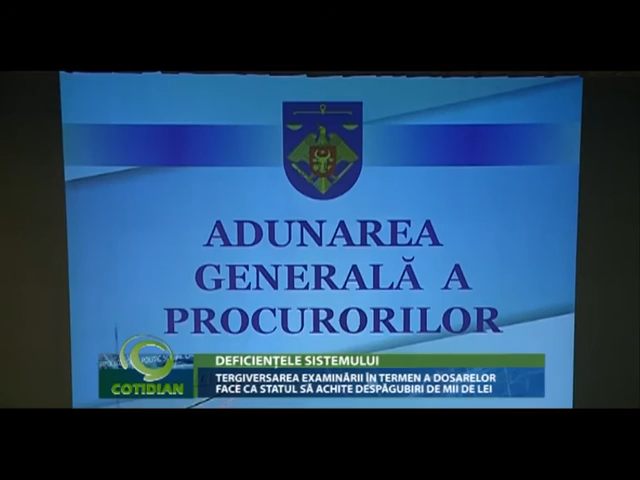 ADUNAREA
GENERALĂ A
PROCURORILOR
DEFICIENȚELE SISTEMULUI
POLITIC
TERGIVERSAREA EXAMINĂRII ÎN TERMEN A DOSARELOR
FACE CA STATUL SĂ ACHITE DESPĂGUBIRI DE MII DE LEI
COTIDIAN